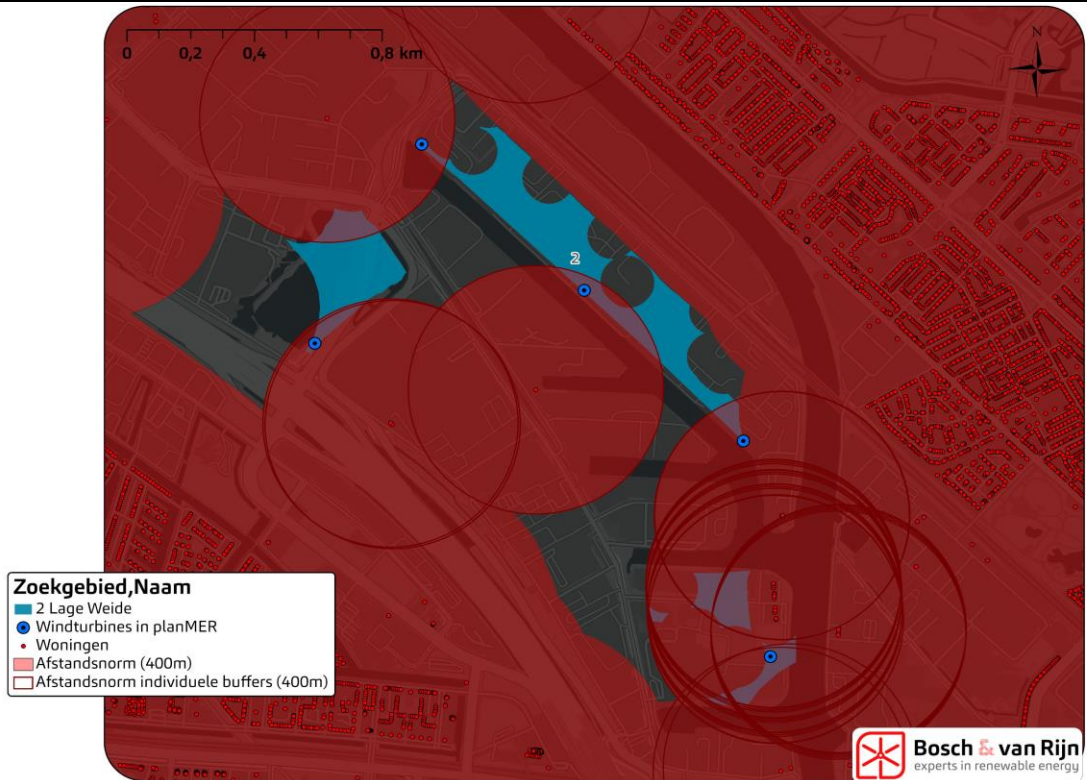 0 0,2 0,4 0,8 km
N
2
Zoekgebied,Naam
2 Lage Weide
Windturbines in planMER
Woningen
Afstandsnorm (400m)
Afstandsnorm individuele buffers (400m)
Bosch & van Rijn
experts in renewable energy